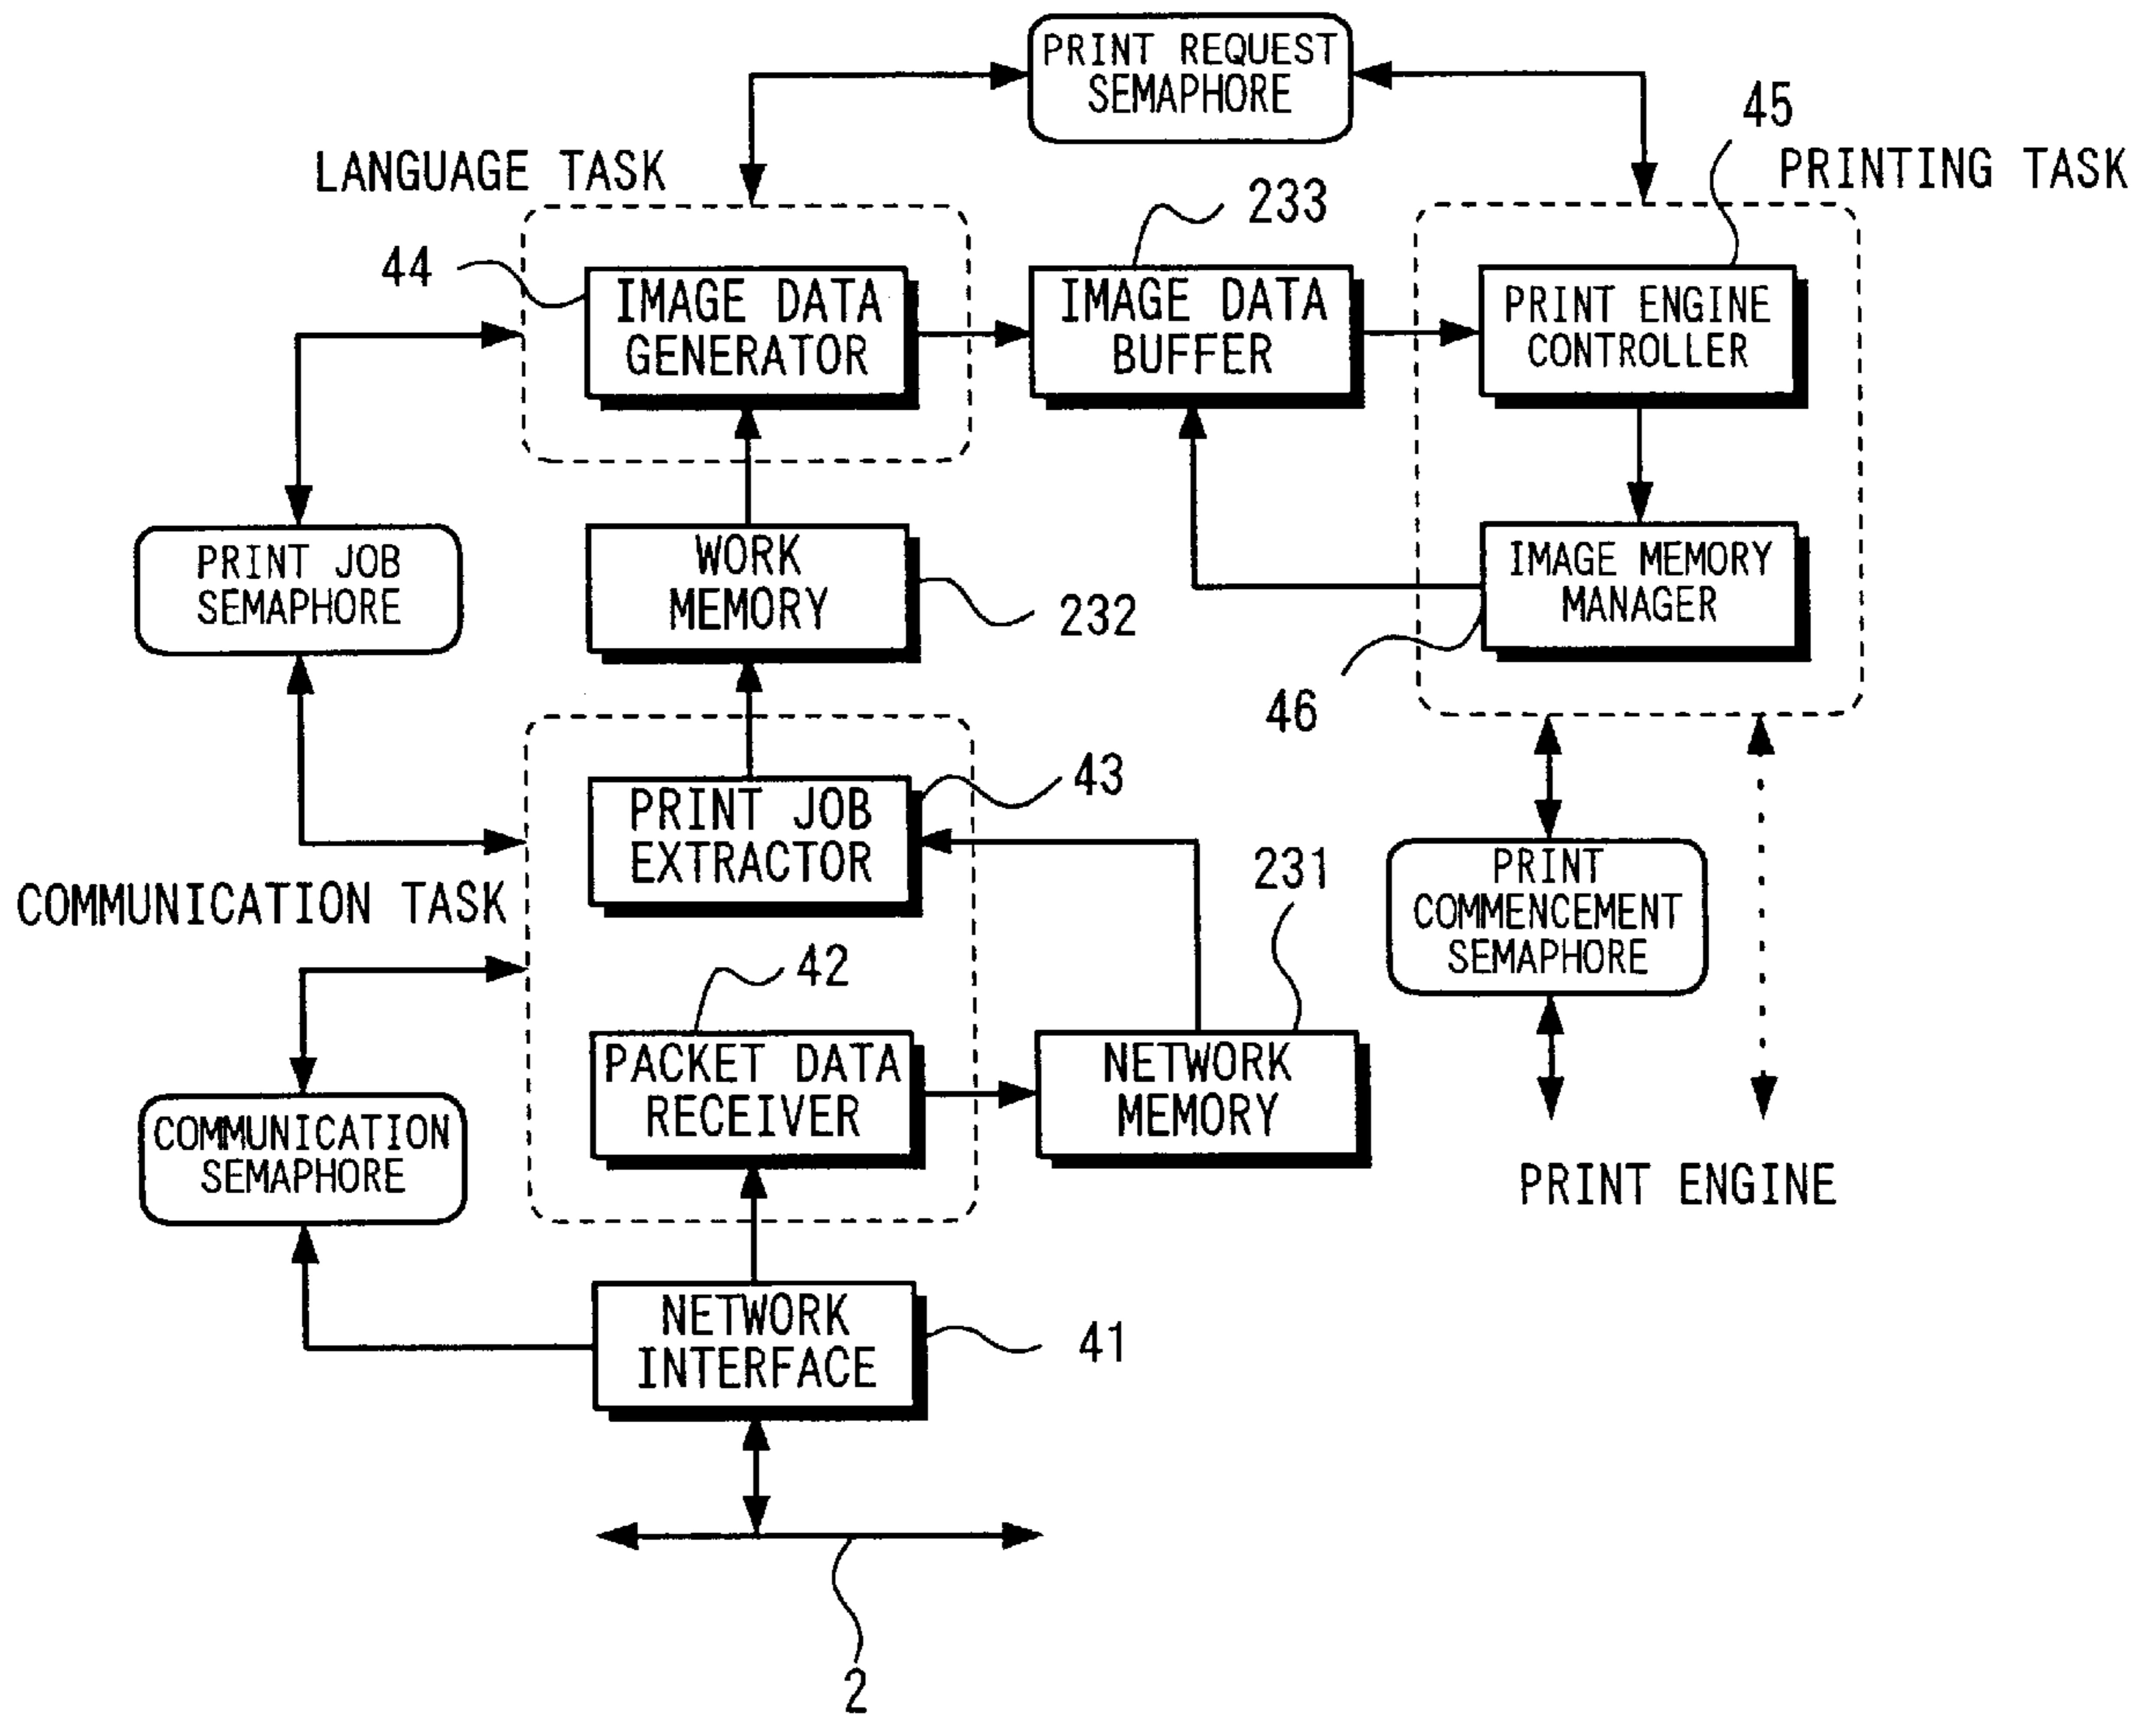 PRINT REQUEST
SEMAPHORE
45
LANGUAGE TASK
PRINTING TASK
233
44
IMAGE DATA
GENERATOR
IMAGE DATA
BUFFER
PRINT ENGINE
CONTROLLER
PRINT JOB
SEMAPHORE
WORK
MEMORY
232
IMAGE MEMORY
MANAGER
46
43
PRINT JOB
EXTRACTOR
231
COMMUNICATION TASK
PRINT
COMMENCEMENT
SEMAPHORE
42
PACKET DATA
RECEIVER
NETWORK
MEMORY
COMMUNICATION
SEMAPHORE
PRINT ENGINE
NETWORK
INTERFACE
41
2